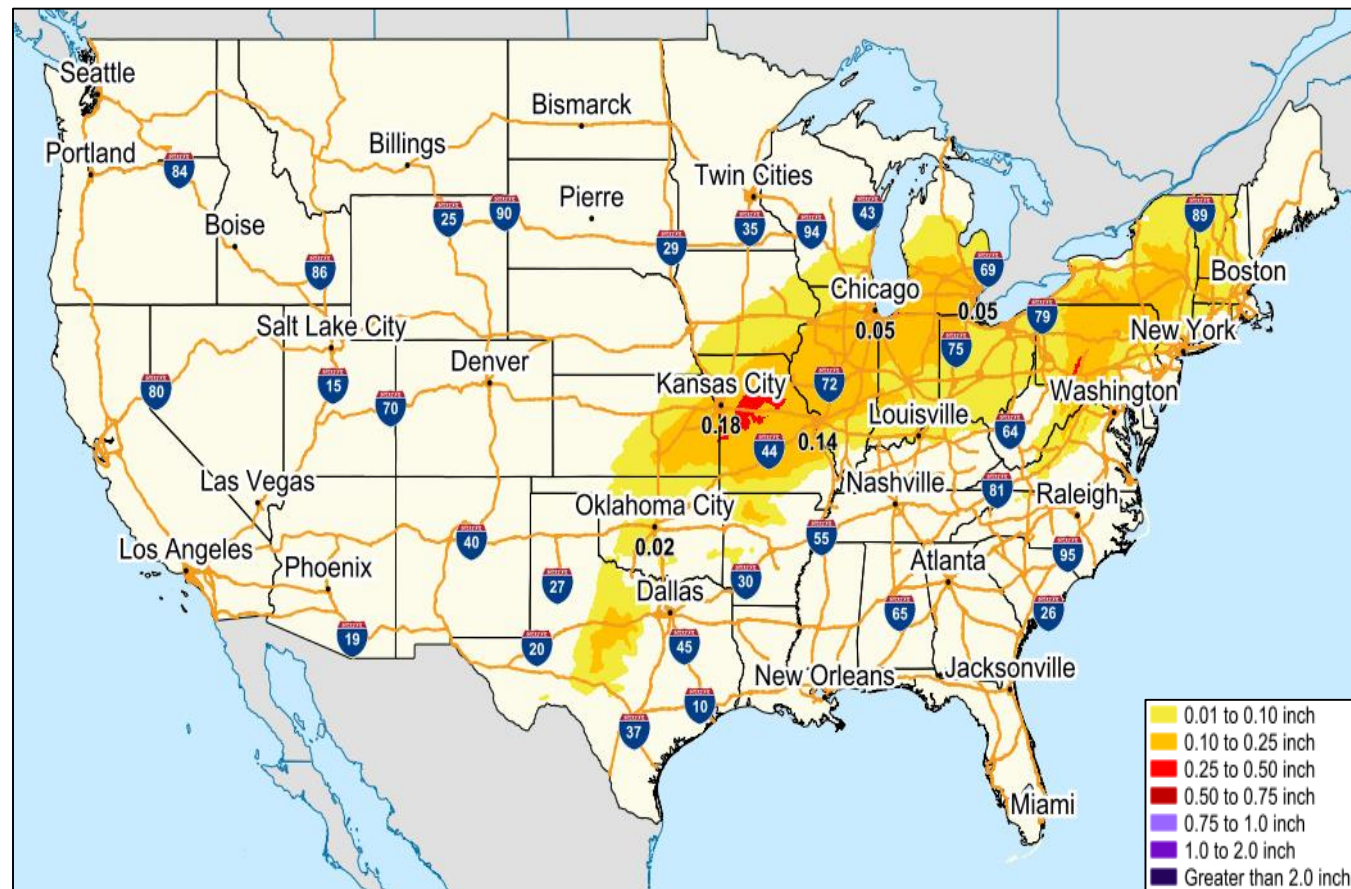 Seattle
Bismarck
Portland
Billings
84
Twin Cities
Pierre
25
90
43
89
Boise
35
94
29
86
69
Boston
Chicago
Salt Lake City
0.05
0.05
79
New York
75
Denver
15
80
70
Kansas City
72
Washington
Louisville
0.18
64
0.14
44
Las Vegas
81
Nashville
Raleigh
Oklahoma City
55
40
0.02
95
Los Angeles
Phoenix
Atlanta
27
30
Dallas
65
26
19
20
45
New Orleans
Jacksonville
10
37
0.01 to 0.10 inch
0.10 to 0.25 inch
0.25 to 0.50 inch
0.50 to 0.75 inch
0.75 to 1.0 inch
1.0 to 2.0 inch
Greater than 2.0 inch
Miami